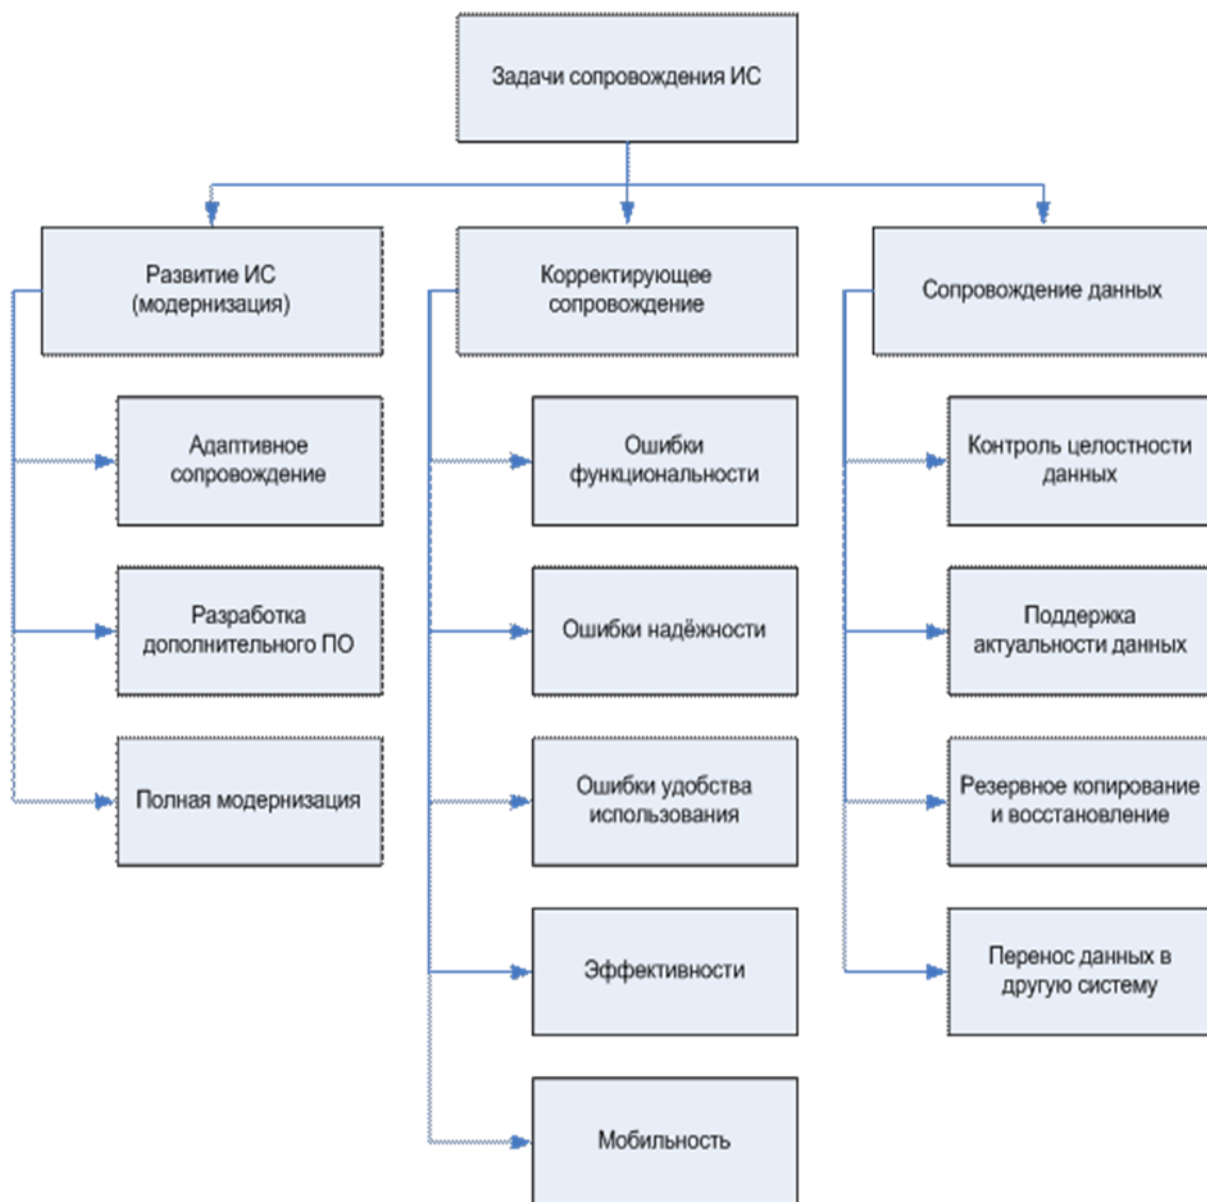 Задачи сопровождения ИС
Развитие ИС
(модернизация)
Адаптивное
сопровождение
Разработка
дополнительного ПО
Полная модернизация
Корректирующее
сопровождение
Ошибки
функциональности
Ошибки надёжности
Ошибки удобства
использования
Эффективности
Мобильность
Сопровождение данных
Контроль целостности
данных
Поддержка
актуальности данных
Резервное копирование
и восстановление
Перенос данных в
другую систему